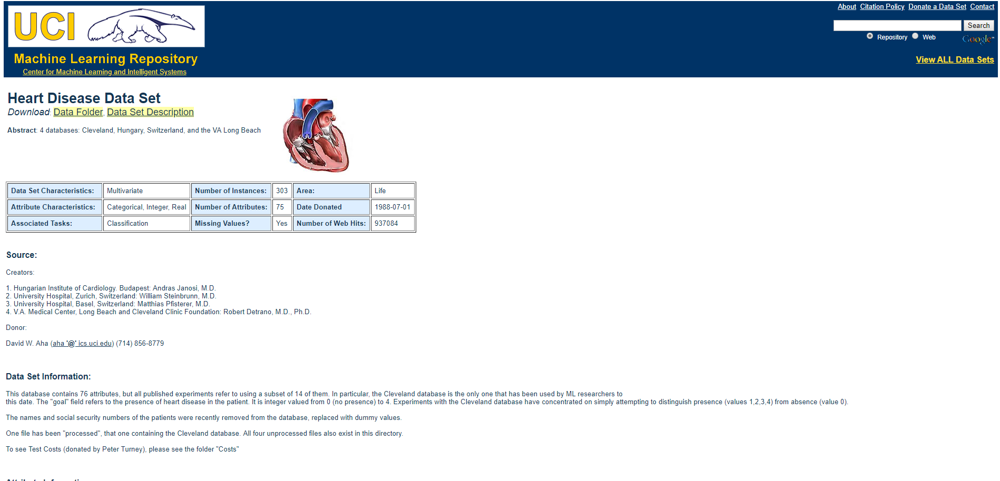 About Citation Policy Donate a Data Set Contact
UCI
Search
Repository Web
Google™
Machine Learning Repository
Center for Machine Learning and Intelligent Systems
View ALL Data Sets
Heart Disease Data Set
Download: Data Folder, Data Set Description
Abstract: 4 databases: Cleveland, Hungary, Switzerland, and the VA Long Beach
Data Set Characteristics: Multivariate Number of Instances: 303 Area: Life
Attribute Characteristics: Categorical, Integer, Real Number of Attributes: 75 Date Donated 1988-07-01
Associated Tasks: Classification Missing Values? Yes Number of Web Hits: 937084
Source:
Creators:
1. Hungarian Institute of Cardiology. Budapest: Andras Janosi, M.D.
2. University Hospital, Zurich, Switzerland: William Steinbrunn, M.D.
3. University Hospital, Basel, Switzerland: Matthias Pfisterer, M.D.
4. V.A. Medical Center, Long Beach and Cleveland Clinic Foundation: Robert Detrano, M.D., Ph.D.
Donor:
David W. Aha (aha '@' ics.uci.edu) (714) 856-8779
Data Set Information:
This database contains 76 attributes, but all published experiments refer to using a subset of 14 of them. In particular, the Cleveland database is the only one that has been used by ML researchers to
this date. The "goal" field refers to the presence of heart disease in the patient. It is integer valued from 0 (no presence) to 4. Experiments with the Cleveland database have concentrated on simply attempting to distinguish presence (values 1,2,3,4) from absence (value 0).
The names and social security numbers of the patients were recently removed from the database, replaced with dummy values.
One file has been "processed", that one containing the Cleveland database. All four unprocessed files also exist in this directory.
To see Test Costs (donated by Peter Turney), please see the folder "Costs"